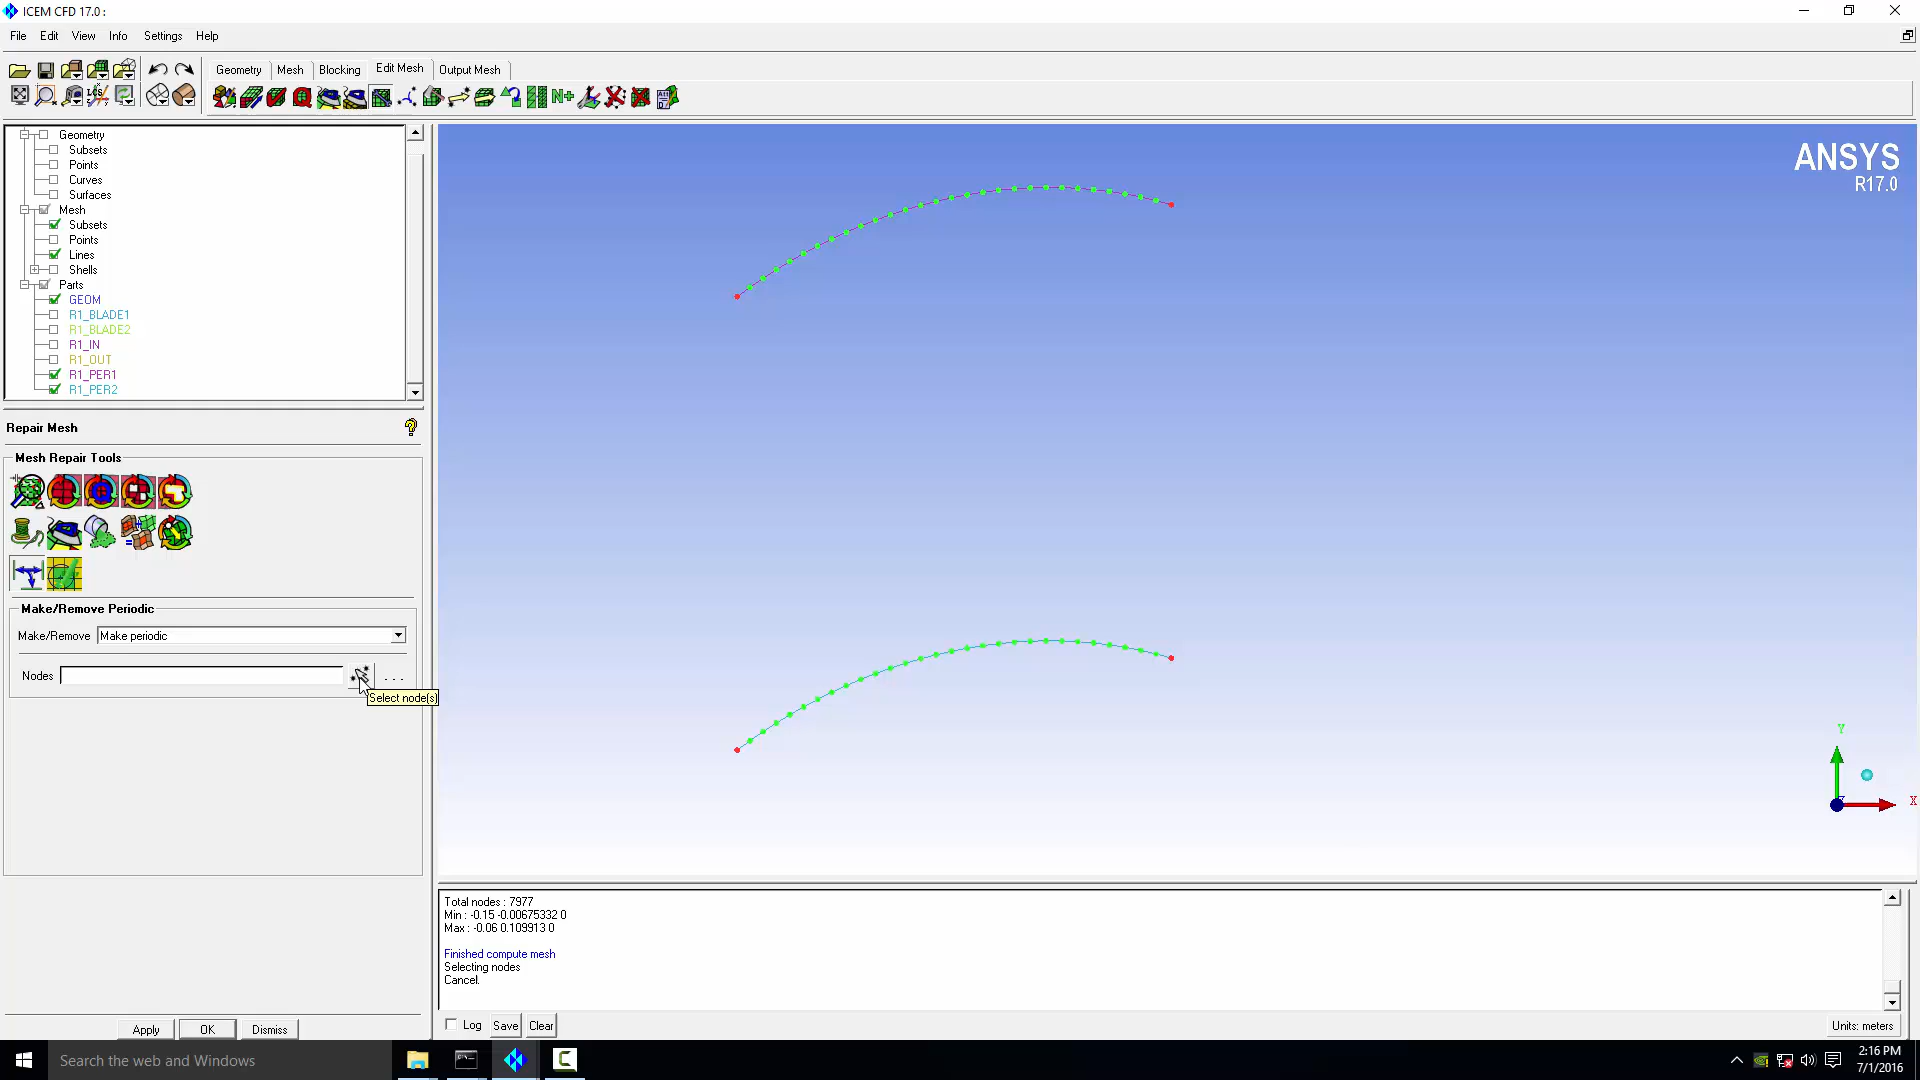 ICEM CFD 17.0 :
File Edit View Info Settings Help
Geometry Mesh Blocking Edit Mesh Output Mesh
Geometry
Subsets
Points
Curves
Surfaces
Mesh
Subsets
Points
Lines
Shells
Parts
GEOM
R1_BLADE1
R1_BLADE2
R1_IN
R1_OUT
R1_PER1
R1_PER2
Repair Mesh
Mesh Repair Tools
Make/Remove Periodic
Make/Remove Make periodic
Nodes ...
Select node(s)
Apply OK Dismiss
ANSYS
R17.0
Y
X
Total nodes : 7977
Min : -0.15 -0.00675332 0
Max : -0.06 0.109913 0
Finished compute mesh
Selecting nodes
Cancel.
Log Save Clear
Units: meters
Search the web and Windows
2:16 PM
7/1/2016